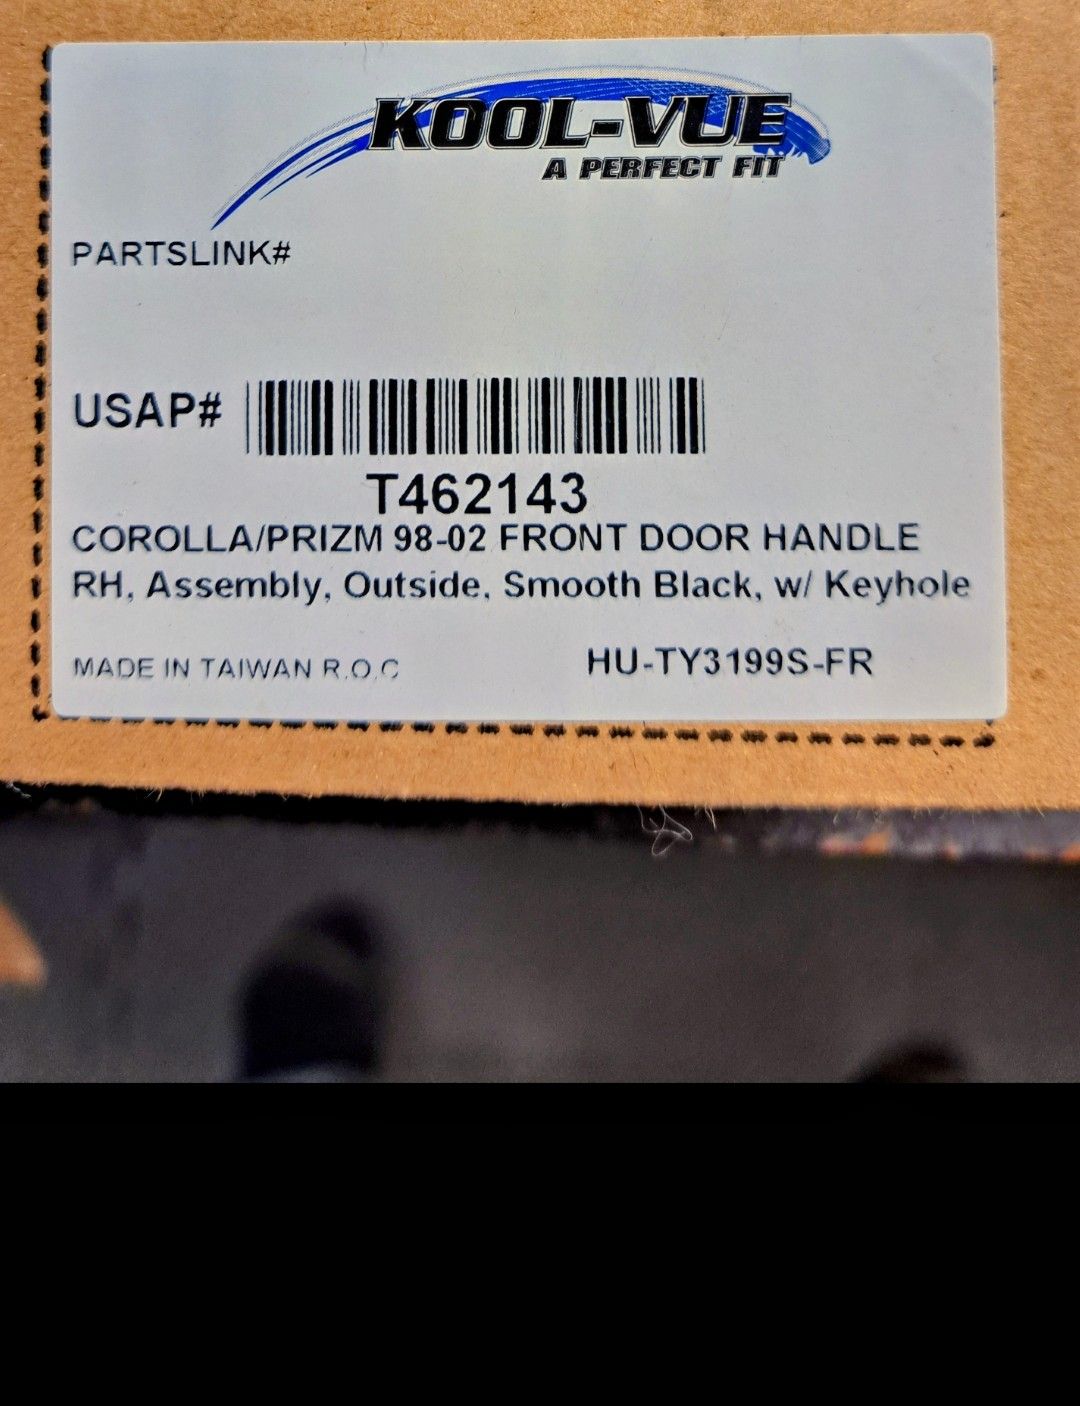 KOOL-VUE
A PERFECT FIT
PARTSLINK#
USAP#
T462143
COROLLA/PRIZM 98-02 FRONT DOOR HANDLE
RH, Assembly, Outside, Smooth Black, w/ Keyhole
MADE IN TAIWAN R.O.C
HU-TY3199S-FR